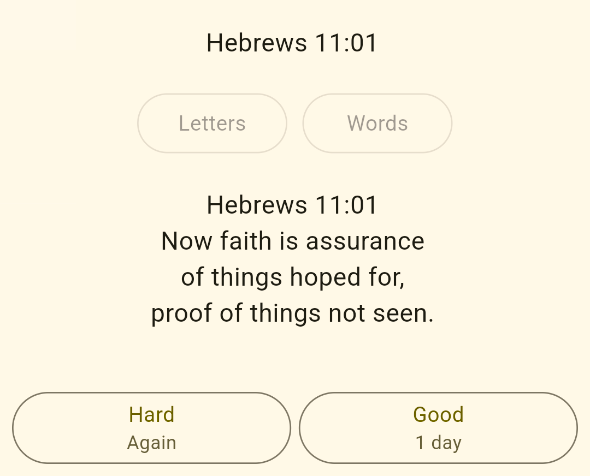 Hebrews 11:01
Letters
Words
Hebrews 11:01
Now faith is assurance
of things hoped for,
proof of things not seen.
Hard
Again
Good
1 day